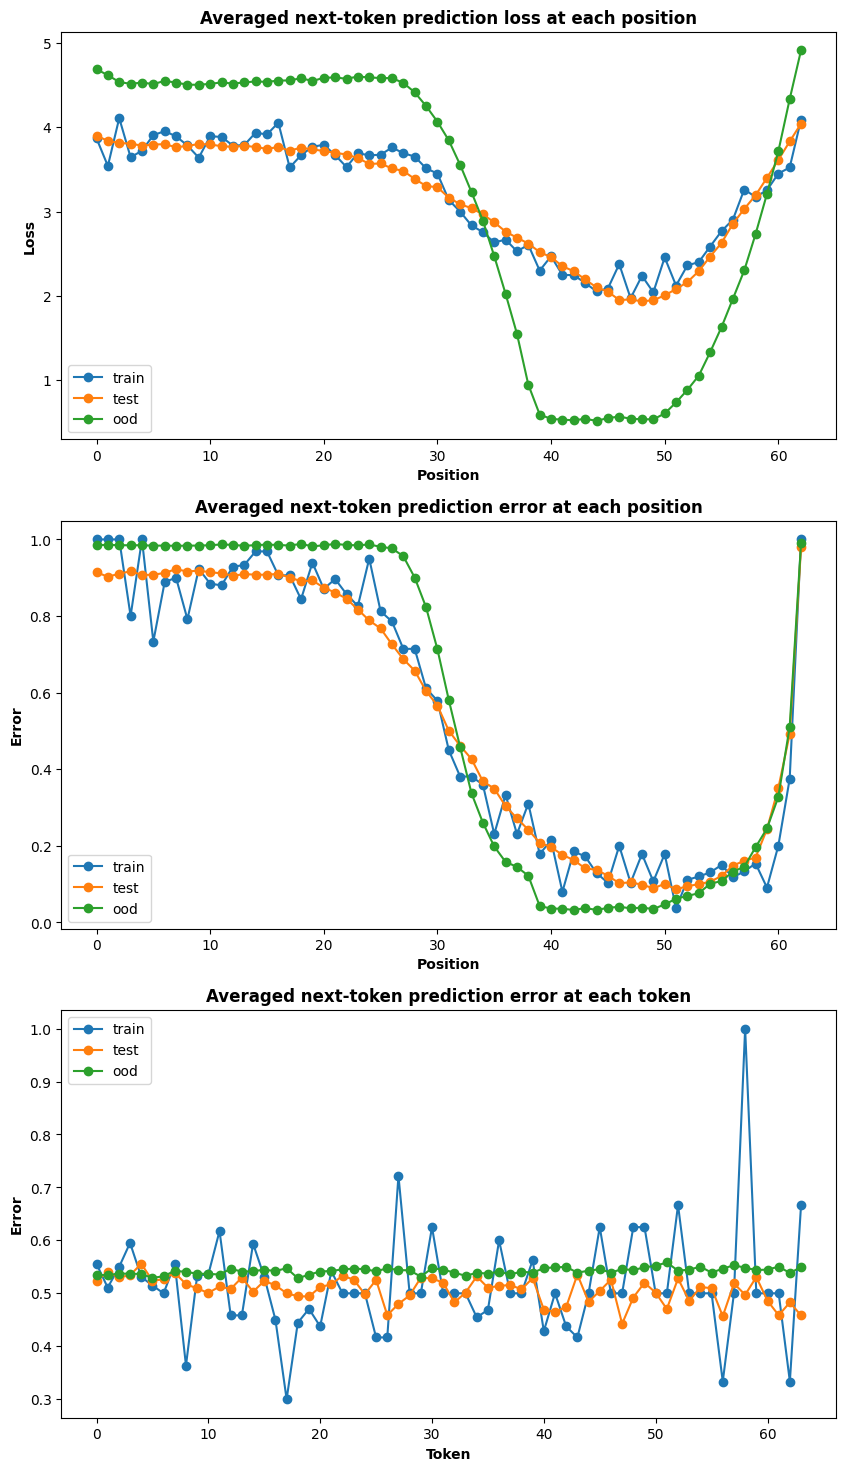 Averaged next-token prediction loss at each position
5
4
3
2
1
Loss
train
test
ood
0 10 20 30 40 50 60
Position
Averaged next-token prediction error at each position
1.0
0.8
0.6
0.4
0.2
0.0
Error
train
test
ood
0 10 20 30 40 50 60
Position
Averaged next-token prediction error at each token
train
test
ood
1.0
0.9
0.8
0.7
0.6
0.5
0.4
0.3
Error
0 10 20 30 40 50 60
Token